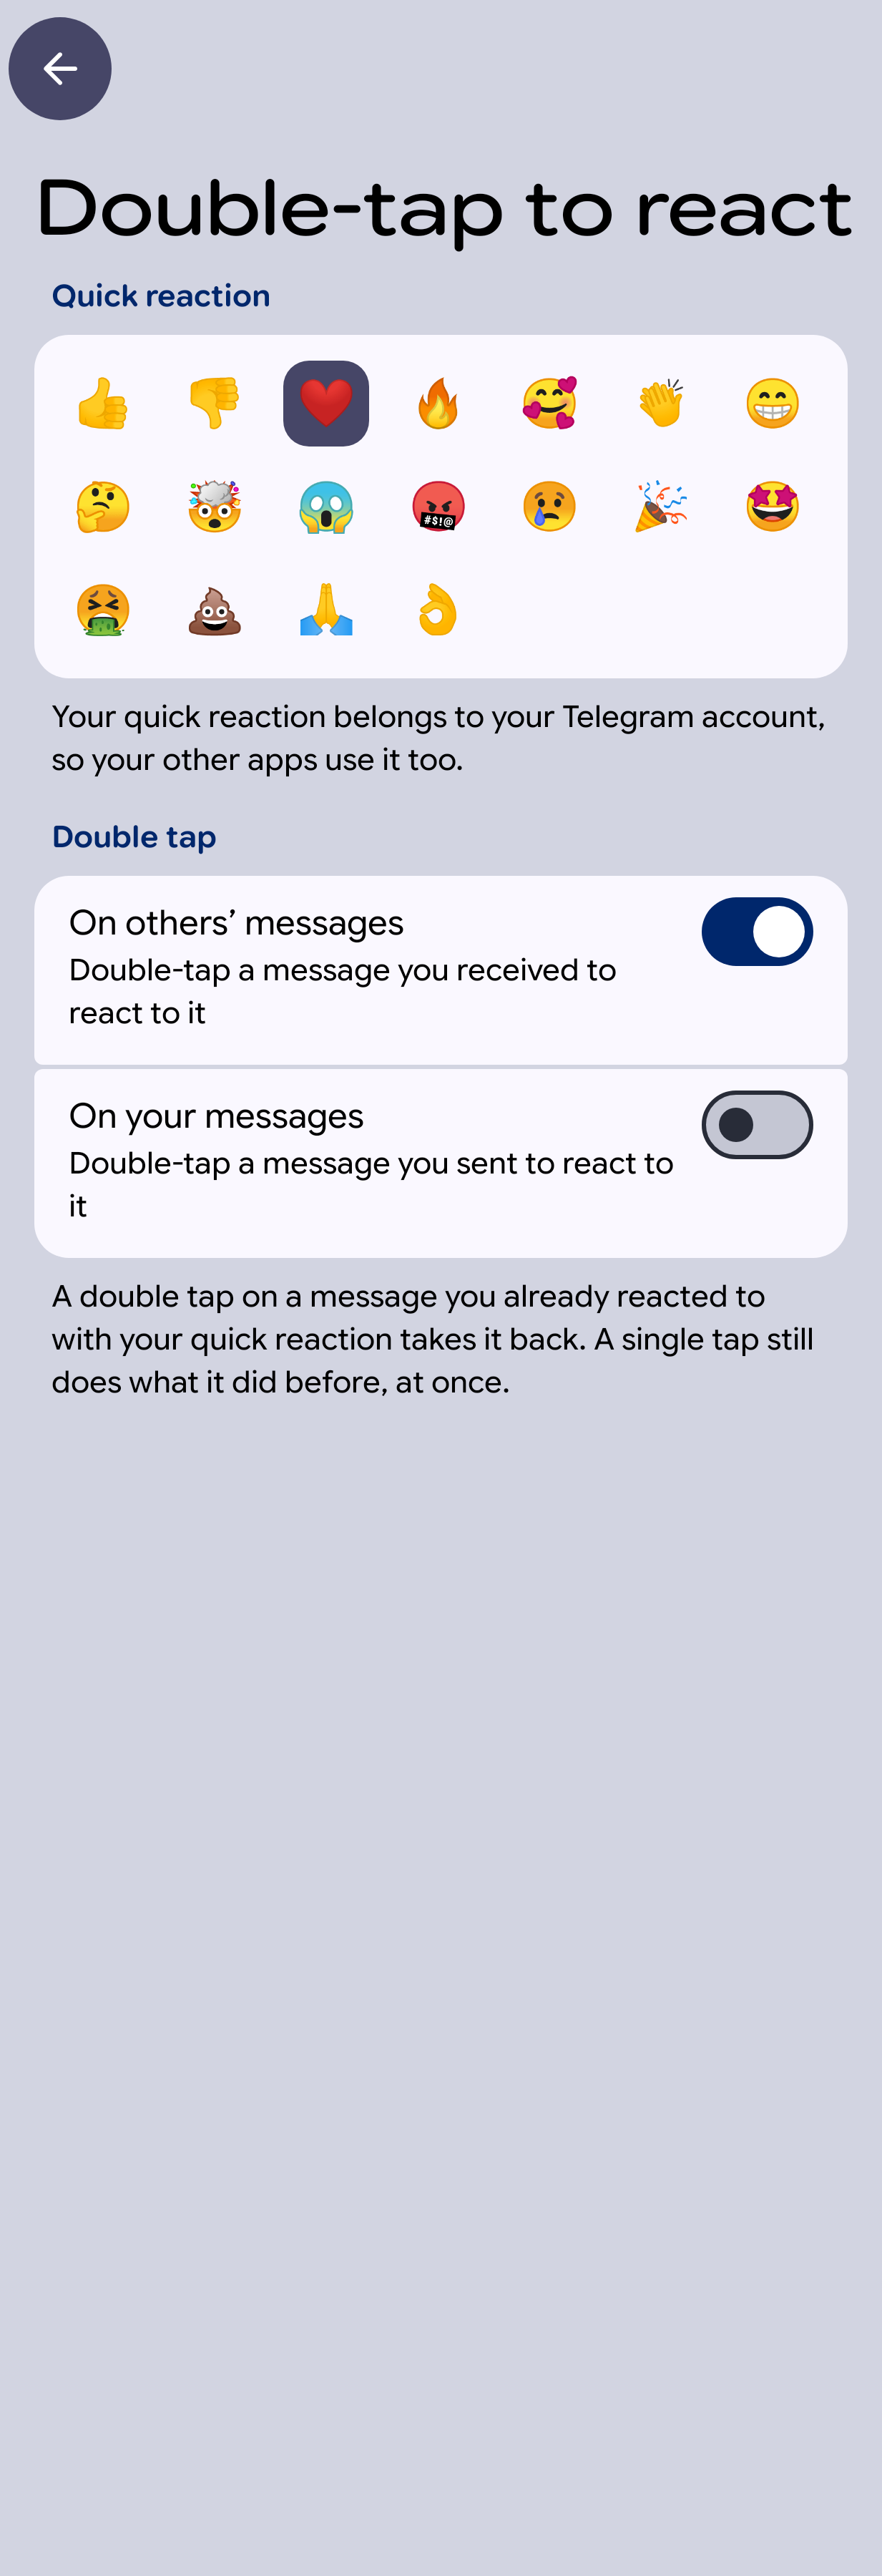 Double-tap to react
Quick reaction
#$!@
Your quick reaction belongs to your Telegram account,
so your other apps use it too.
Double tap
On others’ messages
Double-tap a message you received to
react to it
On your messages
Double-tap a message you sent to react to
it
A double tap on a message you already reacted to
with your quick reaction takes it back. A single tap still
does what it did before, at once.